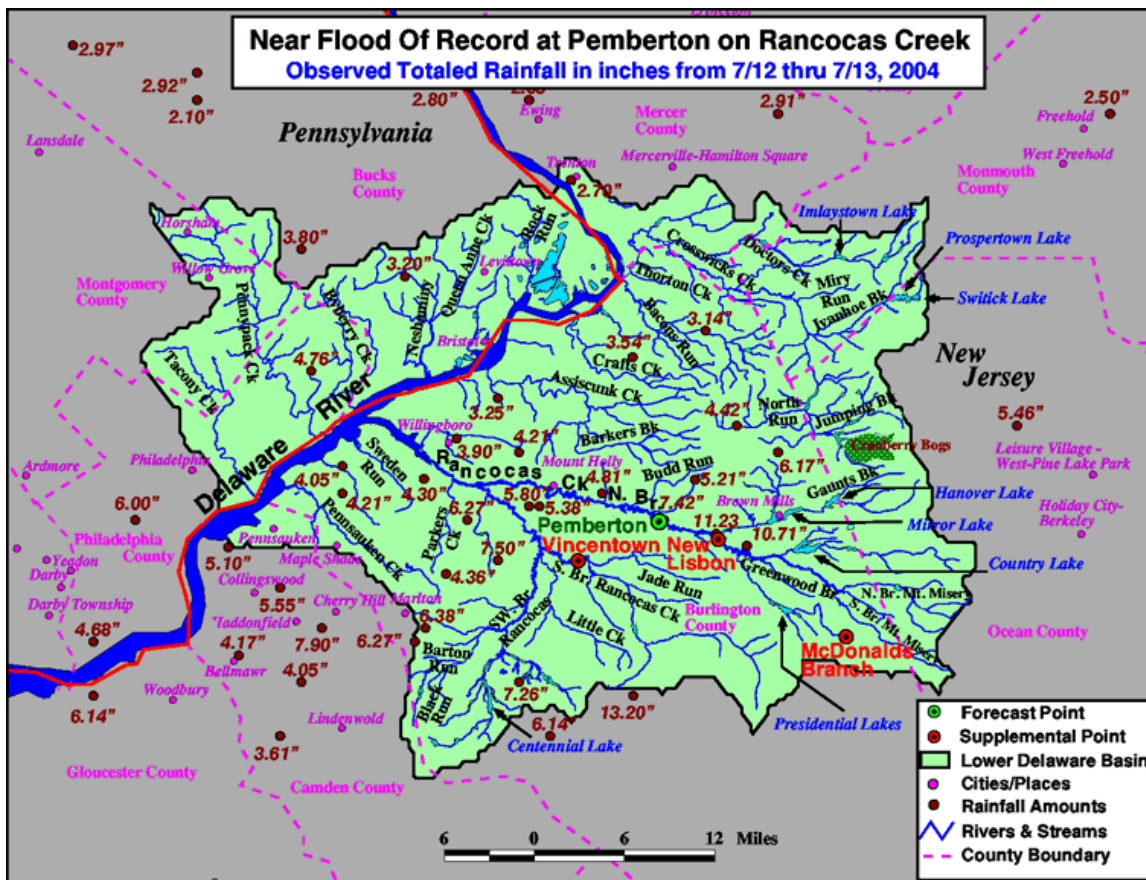 Near Flood Of Record at Pemberton on Rancocas Creek
Observed Totaled Rainfall in inches from 7/12 thru 7/13, 2004
2.97"
2.92"
2.10"
2.80"
2.91"
2.50"
Ewing
Freehold
Pennsylvania
Mercer
County
Lansdale
Mercerville-Hamilton Square
West Freehold
Trenton
2.70"
Bucks
County
Monmouth
County
Imlaystown Lake
Horsham
3.80"
Rock
Run
Queen Anne Ck
Crosswicks Ck
Doctors Ck
Prospertown Lake
Willow Grove
3.20"
Levittown
Thorton Ck
Miry
Run
Ivanhoe Bk
Switick Lake
Montgomery
County
Pennypack Ck
Byberry Ck
Neshaminy
Bacons Run
3.14"
Bristol
3.54"
New
Jersey
Tacony Ck
4.76"
Crafts Ck
Assiscunk Ck
River
3.25"
4.42"
North
Run
Jumping Bk
5.46"
Willingboro
3.90"
4.21"
Barkers Bk
Cranberry Bogs
Leisure Village -
West-Pine Lake Park
Ardmore
Philadelphia
Delaware
Sweden
Run
Rancocas
Ck
Mount Holly
Budd Run
6.17"
4.05"
4.30"
4.81"
5.21"
Gaunts Bk
Hanover Lake
6.00"
4.21"
5.80"
5.38"
N. Br
7.42"
Brown Mills
Holiday City-
Berkeley
Pennsauken Ck
Parkers
Ck
6.27"
Pemberton
11.23
Mirror Lake
Philadelphia
County
Pennsauken
Maple Shade
7.50"
Vincentown
New
Lisbon
10.71"
Yeadon
Darby
5.10"
Collingswood
4.36"
S. Br. Rancocas Ck
Jade Run
Greenwood Br
Country Lake
Darby Township
5.55"
Cherry Hill
Marlton
SW. Br.
Rancocas
Burlington
County
N. Br. Mt. Misery
S. Br. Mt. Misery
Haddonfield
6.38"
Little Ck
4.68"
7.90"
6.27"
Ocean County
4.17"
Barton
Run
McDonalds
Branch
Bellmawr
4.05"
Woodbury
6.14"
Black
Run
7.26"
13.20"
Lindenwold
6.14"
Presidential Lakes
3.61"
Centennial Lake
Gloucester County
Camden County
Forecast Point
Supplemental Point
Lower Delaware Basin
Cities/Places
Rainfall Amounts
Rivers & Streams
County Boundary
6 0 6 12 Miles